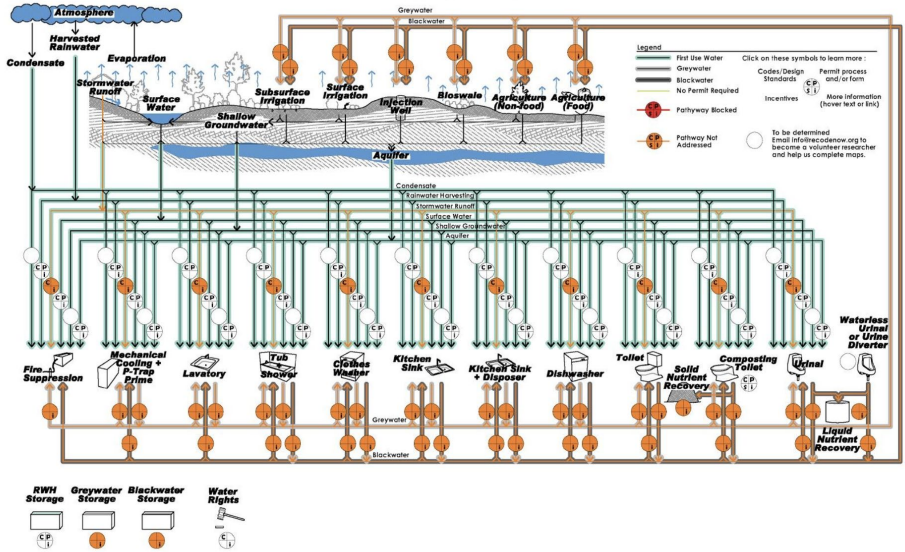 Greywater
Blackwater
Atmosphere
Harvested
Rainwater
Condensate
Evaporation
Stormwater
Runoff
Surface
Water
Shallow
Groundwater
Subsurface
Irrigation
Surface
Irrigation
Injection
Well
Bioswale
Agriculture
(Non-food)
Agriculture
(Food)
Aquifer
Legend
First Use Water
Greywater
Blackwater
No Permit Required
Pathway Blocked
Pathway Not
Addressed
Click on these symbols to learn more :
Codes/Design
Standards
Permit process
and/or form
Incentives
More information
(hover text or link)
To be determined
Email info@recodenow.org to
become a volunteer researcher
and help us complete maps.
Condensate
Rainwater Harvesting
Stormwater Runoff
Surface Water
Shallow Groundwater
Aquifer
Fire
Suppression
Mechanical
Cooling +
P-Trap
Prime
Lavatory
Tub
Shower
Clothes
Washer
Kitchen
Sink
Kitchen Sink
+ Disposer
Dishwasher
Toilet
Solid
Nutrient
Recovery
Composting
Toilet
Urinal
Waterless
Urinal
or Urine
Diverter
Liquid
Nutrient
Recovery
Greywater
Blackwater
RWH
Storage
Greywater
Storage
Blackwater
Storage
Water
Rights